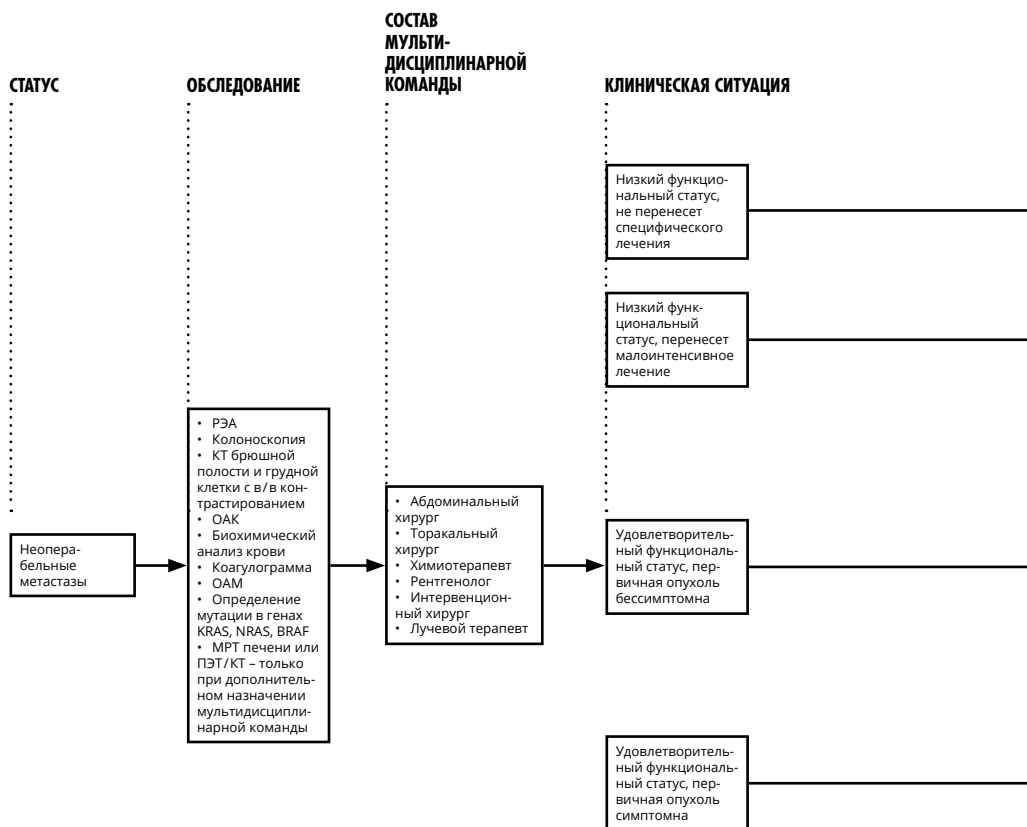 СТАТУС
ОБСЛЕДОВАНИЕ
СОСТАВ
МУЛЬТИ-
ДИСЦИПЛИНАРНОЙ
КОМАНДЫ
КЛИНИЧЕСКАЯ СИТУАЦИЯ
Неопера-
бельные
метастазы
• РЭА
• Колоноскопия
• КТ брюшной
полости и грудной
клетки с в/в кон-
трастированием
• ОАК
• Биохимический
анализ крови
• Коагулограмма
• ОАМ
• Определение
мутации в генах
KRAS, NRAS, BRAF
• МРТ печени или
ПЭТ/КТ – только
при дополнитель-
ном назначении
мультидисципли-
нарной команды
• Абдоминальный
хирург
• Торакальный
хирург
• Химиотерапевт
• Рентгенолог
• Интервенцион-
ный хирург
• Лучевой терапевт
Низкий функцио-
нальный статус,
не перенесет
специфического
лечения
Низкий функ-
циональный
статус, перенесет
малоинтенсивное
лечение
Удовлетворитель-
ный функциональ-
ный статус, пер-
вичная опухоль
бессимптомна
Удовлетворитель-
ный функциональ-
ный статус, пер-
вичная опухоль
симптомна